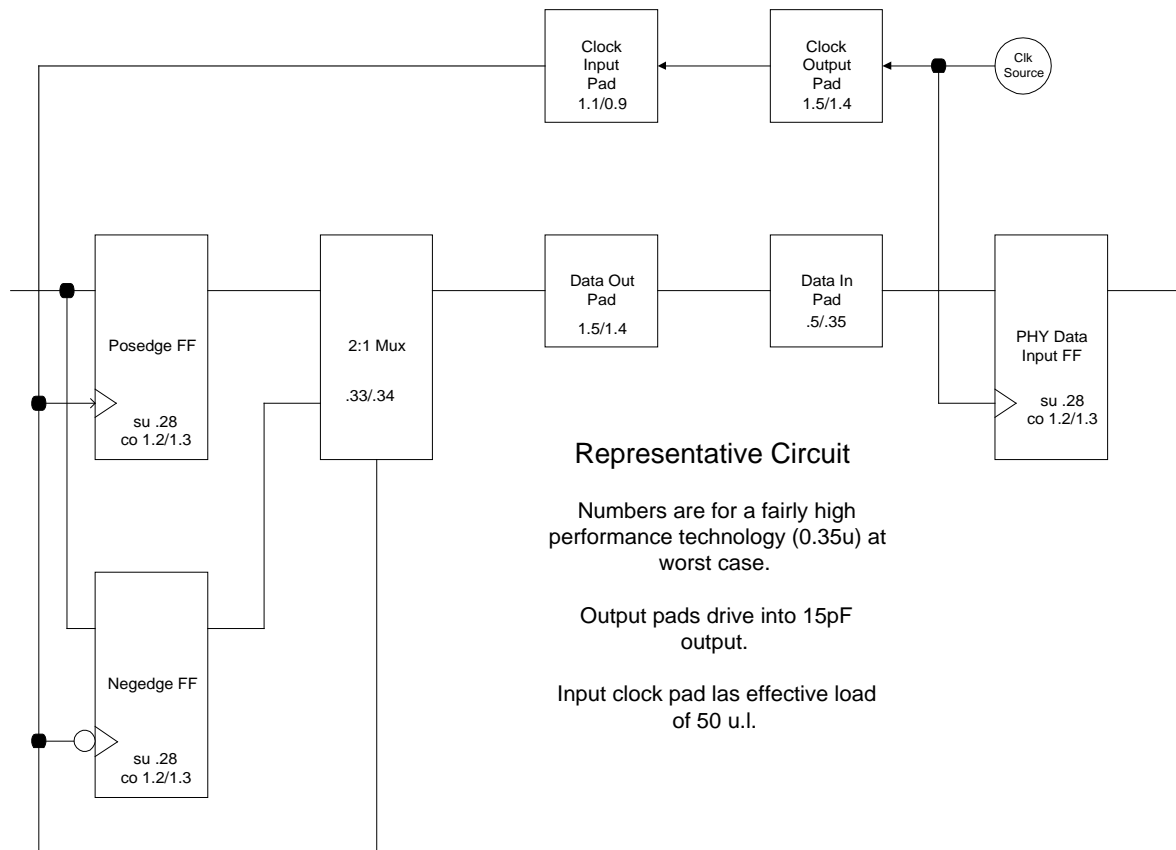 Clock
Input
Pad
1.1/0.9
Clock
Output
Pad
1.5/1.4
Clk
Source
Posedge FF
su .28
co 1.2/1.3
2:1 Mux
.33/.34
Data Out
Pad
1.5/1.4
Data In
Pad
.5/.35
PHY Data
Input FF
su .28
co 1.2/1.3
Representative Circuit
Numbers are for a fairly high
performance technology (0.35u) at
worst case.
Output pads drive into 15pF
output.
Input clock pad las effective load
of 50 u.l.
Negedge FF
su .28
co 1.2/1.3